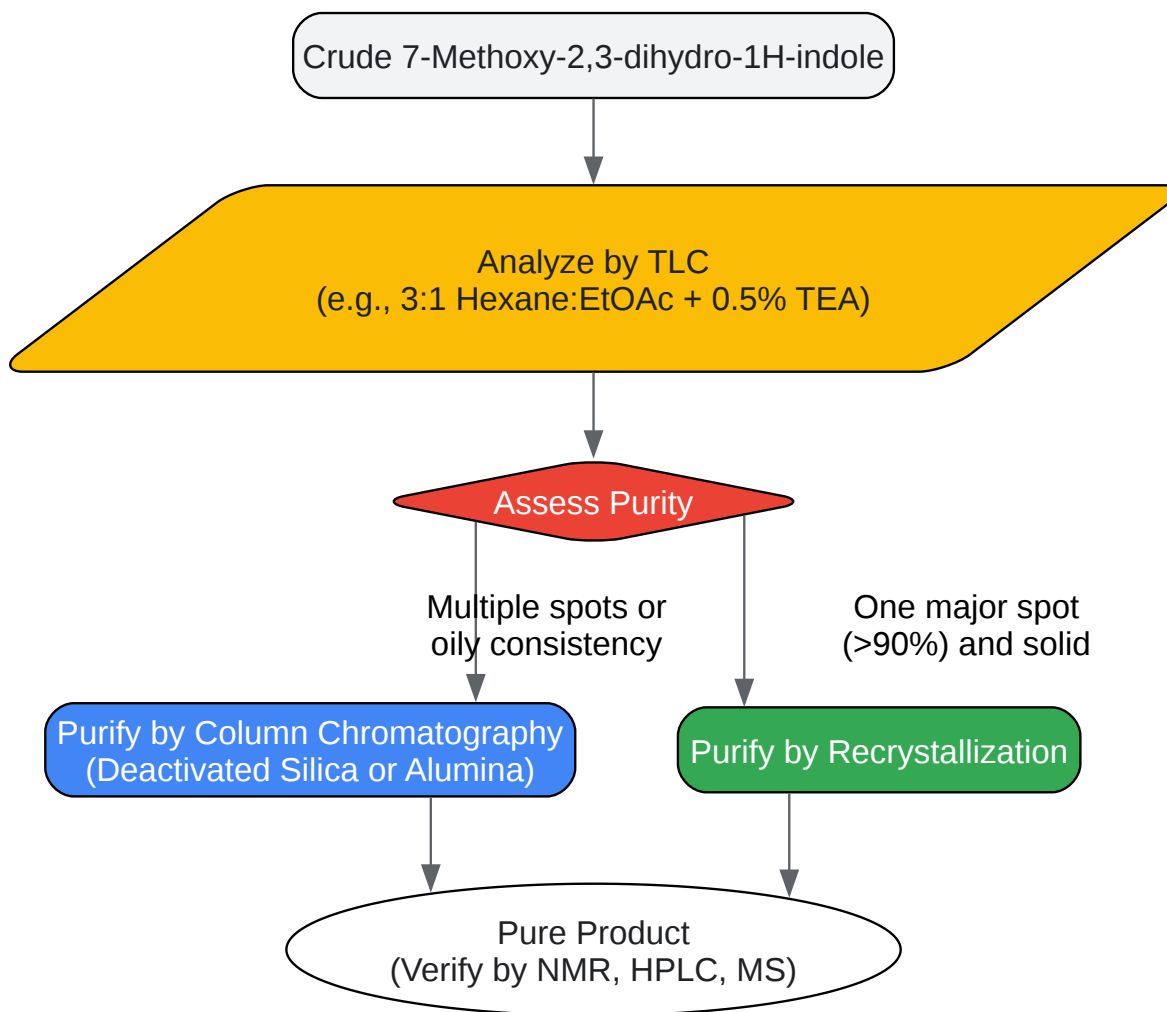 Crude 7-Methoxy-2,3-dihydro-1H-indole
Analyze by TLC
(e.g., 3:1 Hexane:EtOAc + 0.5% TEA)
Assess Purity
Multiple spots or
oily consistency
One major spot
(>90%) and solid
Purify by Column Chromatography
(Deactivated Silica or Alumina)
Purify by Recrystallization
Pure Product
(Verify by NMR, HPLC, MS)